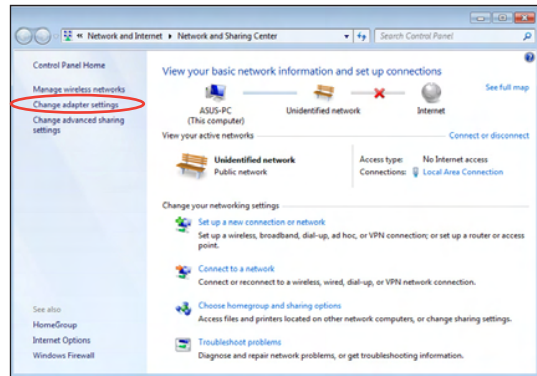 « Network and Internet ▸ Network and Sharing Center
Search Control Panel
Control Panel Home
Manage wireless networks
Change adapter settings
Change advanced sharing
settings
See also
HomeGroup
Internet Options
Windows Firewall
View your basic network information and set up connections
See full map
ASUS-PC
(This computer)
Unidentified network
Internet
View your active networks
Connect or disconnect
Unidentified network
Public network
Access type: No Internet access
Connections: Local Area Connection
Change your networking settings
Set up a new connection or network
Set up a wireless, broadband, dial-up, ad hoc, or VPN connection; or set up a router or access
point.
Connect to a network
Connect or reconnect to a wireless, wired, dial-up, or VPN network connection.
Choose homegroup and sharing options
Access files and printers located on other network computers, or change sharing settings.
Troubleshoot problems
Diagnose and repair network problems, or get troubleshooting information.